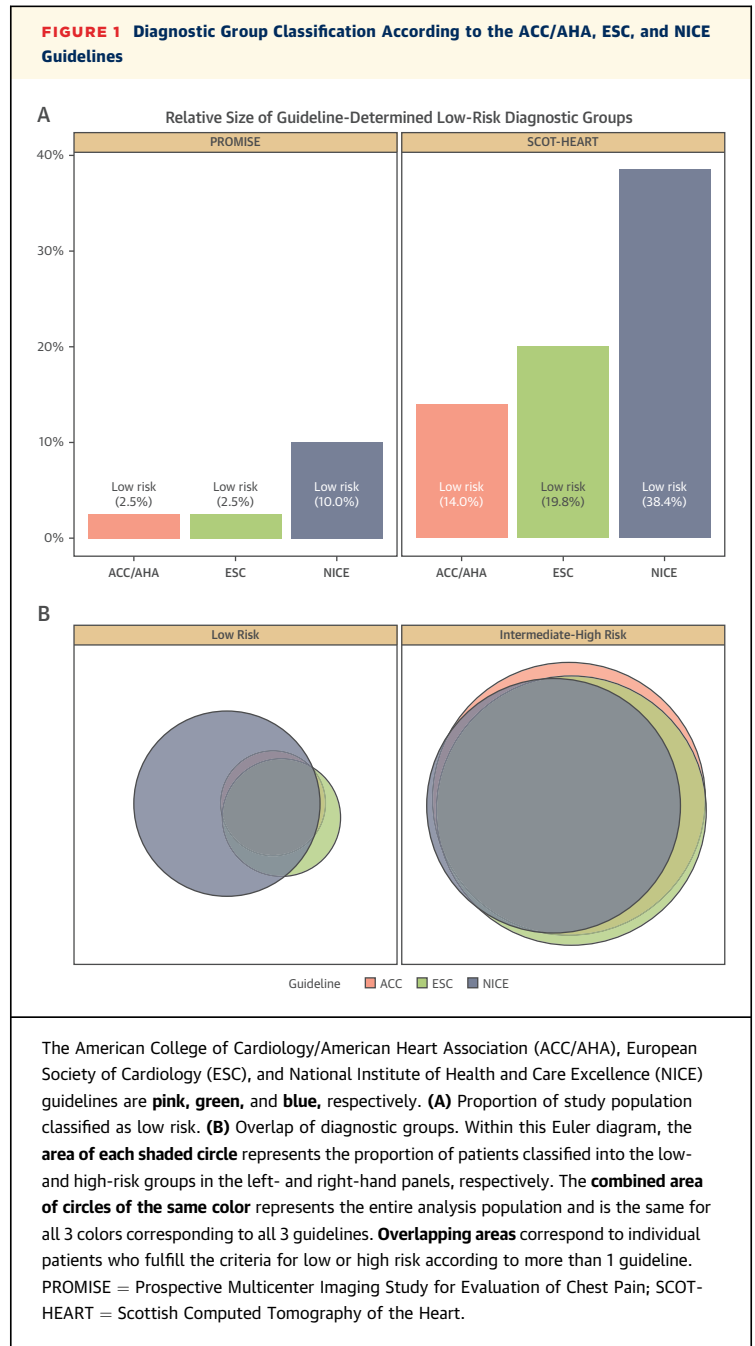 FIGURE 1 Diagnostic Group Classification According to the ACC/AHA, ESC, and NICE
Guidelines
A
Relative Size of Guideline-Determined Low-Risk Diagnostic Groups
PROMISE
SCOT-HEART
40%
30%
20%
10%
0%
Low risk
(2.5%)
Low risk
(2.5%)
Low risk
(10.0%)
Low risk
(14.0%)
Low risk
(19.8%)
Low risk
(38.4%)
ACC/AHA
ESC
NICE
ACC/AHA
ESC
NICE
B
Low Risk
Intermediate-High Risk
Guideline ACC ESC NICE
The American College of Cardiology/American Heart Association (ACC/AHA), European
Society of Cardiology (ESC), and National Institute of Health and Care Excellence (NICE)
guidelines are pink, green, and blue, respectively. (A) Proportion of study population
classified as low risk. (B) Overlap of diagnostic groups. Within this Euler diagram, the
area of each shaded circle represents the proportion of patients classified into the low-
and high-risk groups in the left- and right-hand panels, respectively. The combined area
of circles of the same color represents the entire analysis population and is the same for
all 3 colors corresponding to all 3 guidelines. Overlapping areas correspond to individual
patients who fulfill the criteria for low or high risk according to more than 1 guideline.
PROMISE = Prospective Multicenter Imaging Study for Evaluation of Chest Pain; SCOT-
HEART = Scottish Computed Tomography of the Heart.